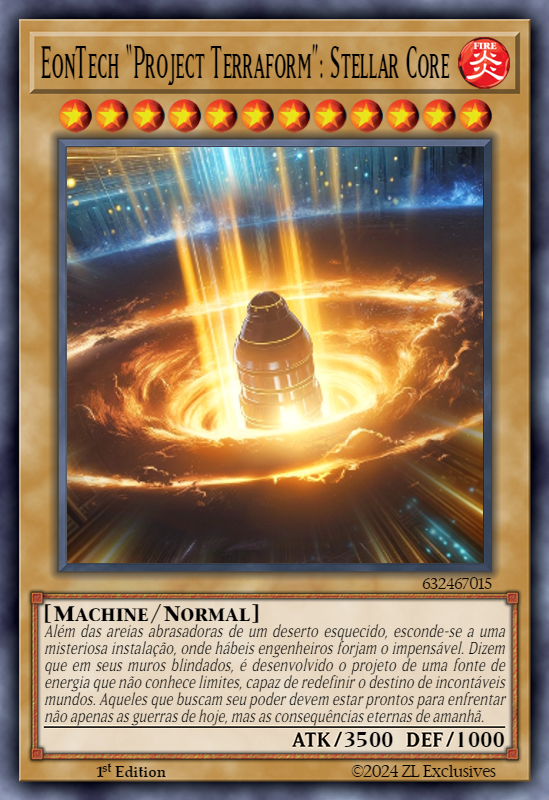 EonTech "Project Terraform": Stellar Core
FIRE
炎
632467015
[Machine/Normal]
Além das areias abrasadoras de um deserto esquecido, esconde-se a uma
misteriosa instalação, onde hábeis engenheiros forjam o impensável. Dizem
que em seus muros blindados, é desenvolvido o projeto de uma fonte de
energia que não conhece limites, capaz de redefinir o destino de incontáveis
mundos. Aqueles que buscam seu poder devem estar prontos para enfrentar
não apenas as guerras de hoje, mas as consequências eternas de amanhã.
ATK/3500 DEF/1000
1st Edition
©2024 ZL Exclusives